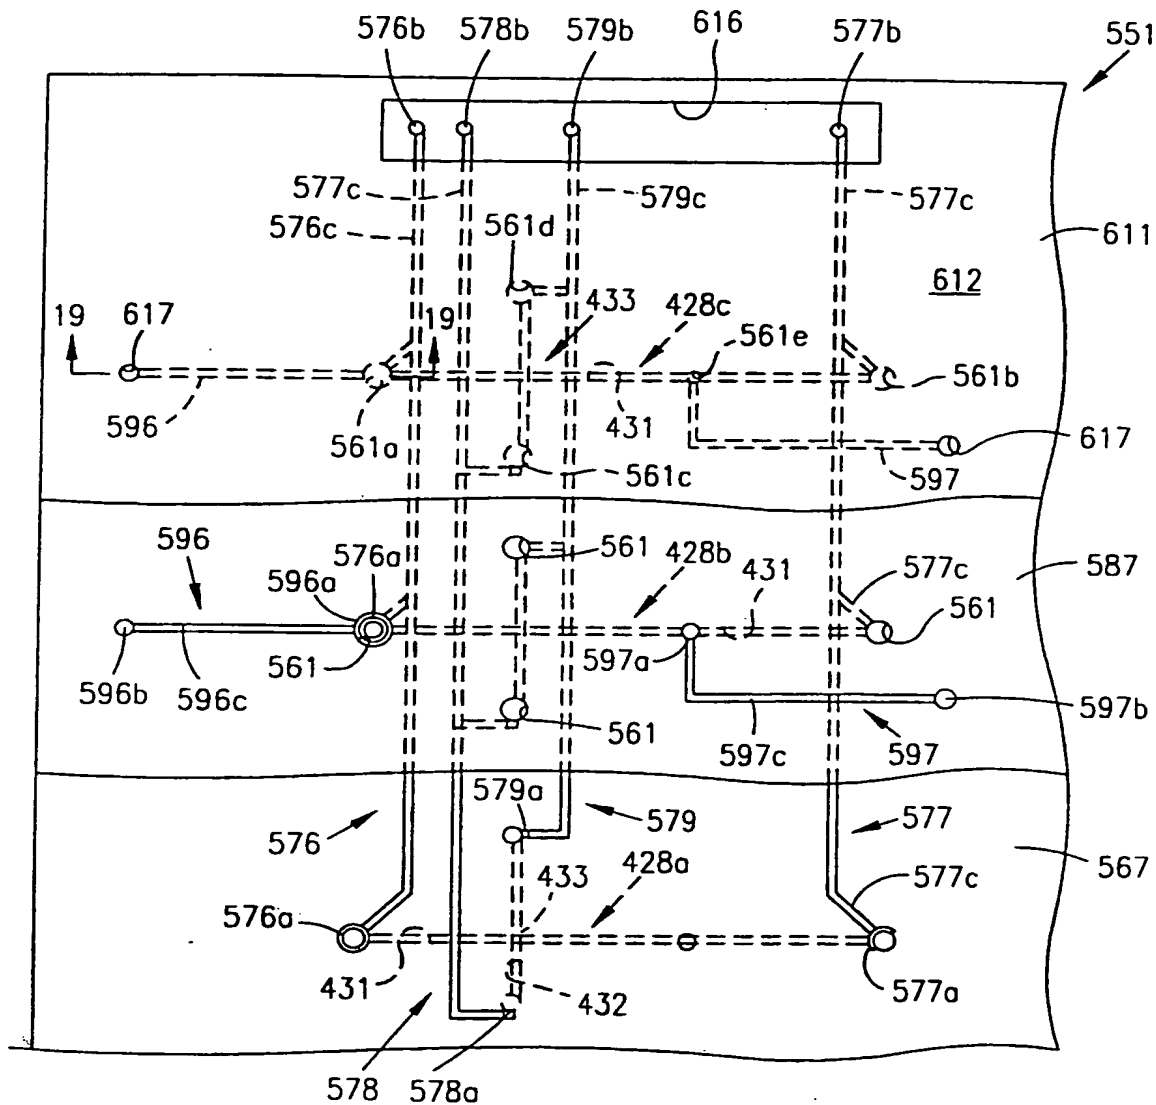 576b 578b 579b 616 577b 551
577c 579c 577c
576c 561d 611
612
19 617 19 433 428c 561e
561b
596 561a 431 617
561c 597
596 576a 561 428b 431 577c 587
596a
561 597a 561
596b 596c 561 597c 597 597b
579a
576 579 577
433 428a 577c 567
576a
431 432 577a
578 578a